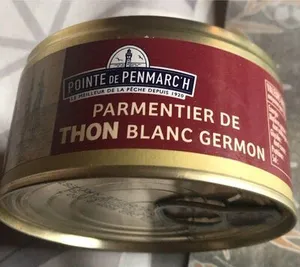 POINTE DE PENMARC'H
LE MEILLEUR DE LA PÊCHE DEPUIS 1920
PARMENTIER DE
THON BLANC GERMON